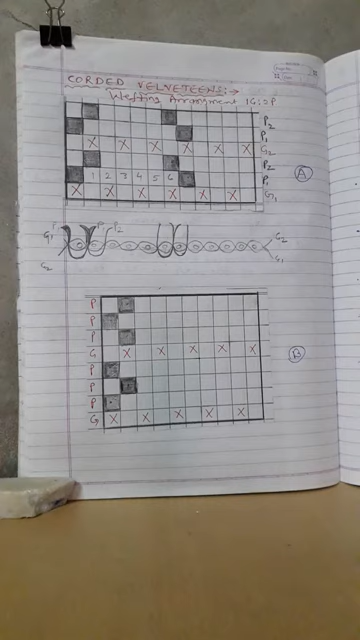 CORDED VELVETEENS:→
Wefting Arrangement 1G:2P
P2
P1
X X X X X X G2
P2
1 2 3 4 5 6 P1
X X X X X X G1
A
G1 P1 P2 G2
G2 G1
P
P
P
G X X X X X
B
P
P
P
G X X X X X